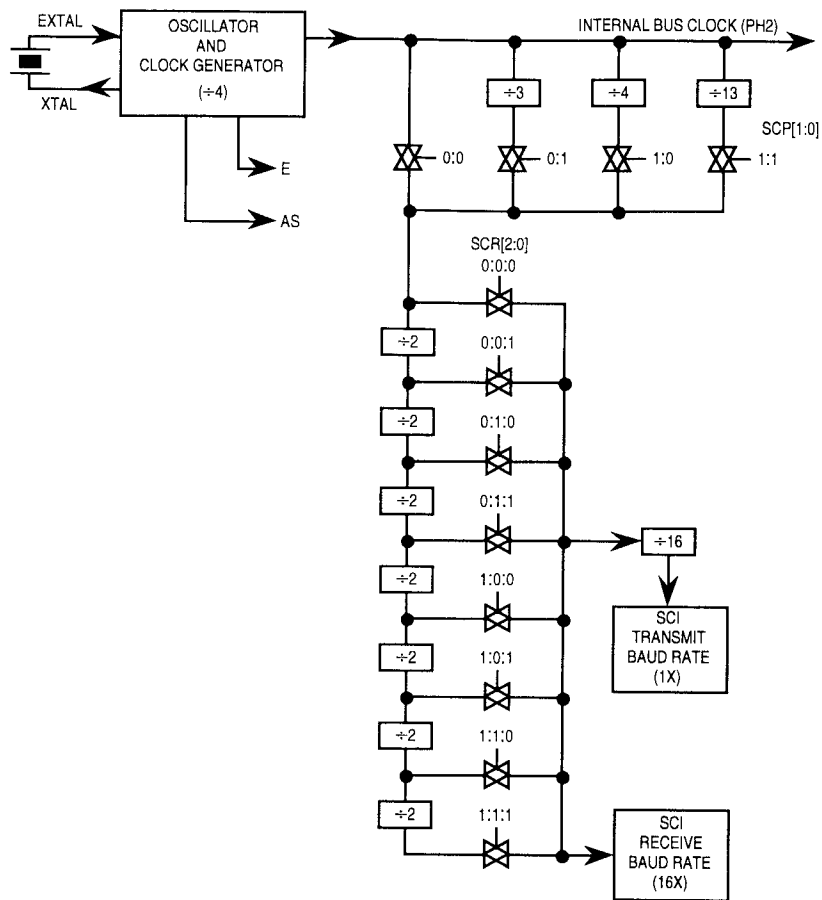 EXTAL
XTAL
OSCILLATOR
AND
CLOCK GENERATOR
(÷4)
INTERNAL BUS CLOCK (PH2)
÷3
÷4
÷13
SCP[1:0]
0:0
0:1
1:0
1:1
E
AS
SCR[2:0]
0:0:0
÷2
0:0:1
÷2
0:1:0
÷2
0:1:1
÷16
÷2
1:0:0
SCI
TRANSMIT
BAUD RATE
(1X)
÷2
1:0:1
÷2
1:1:0
÷2
1:1:1
SCI
RECEIVE
BAUD RATE
(16X)